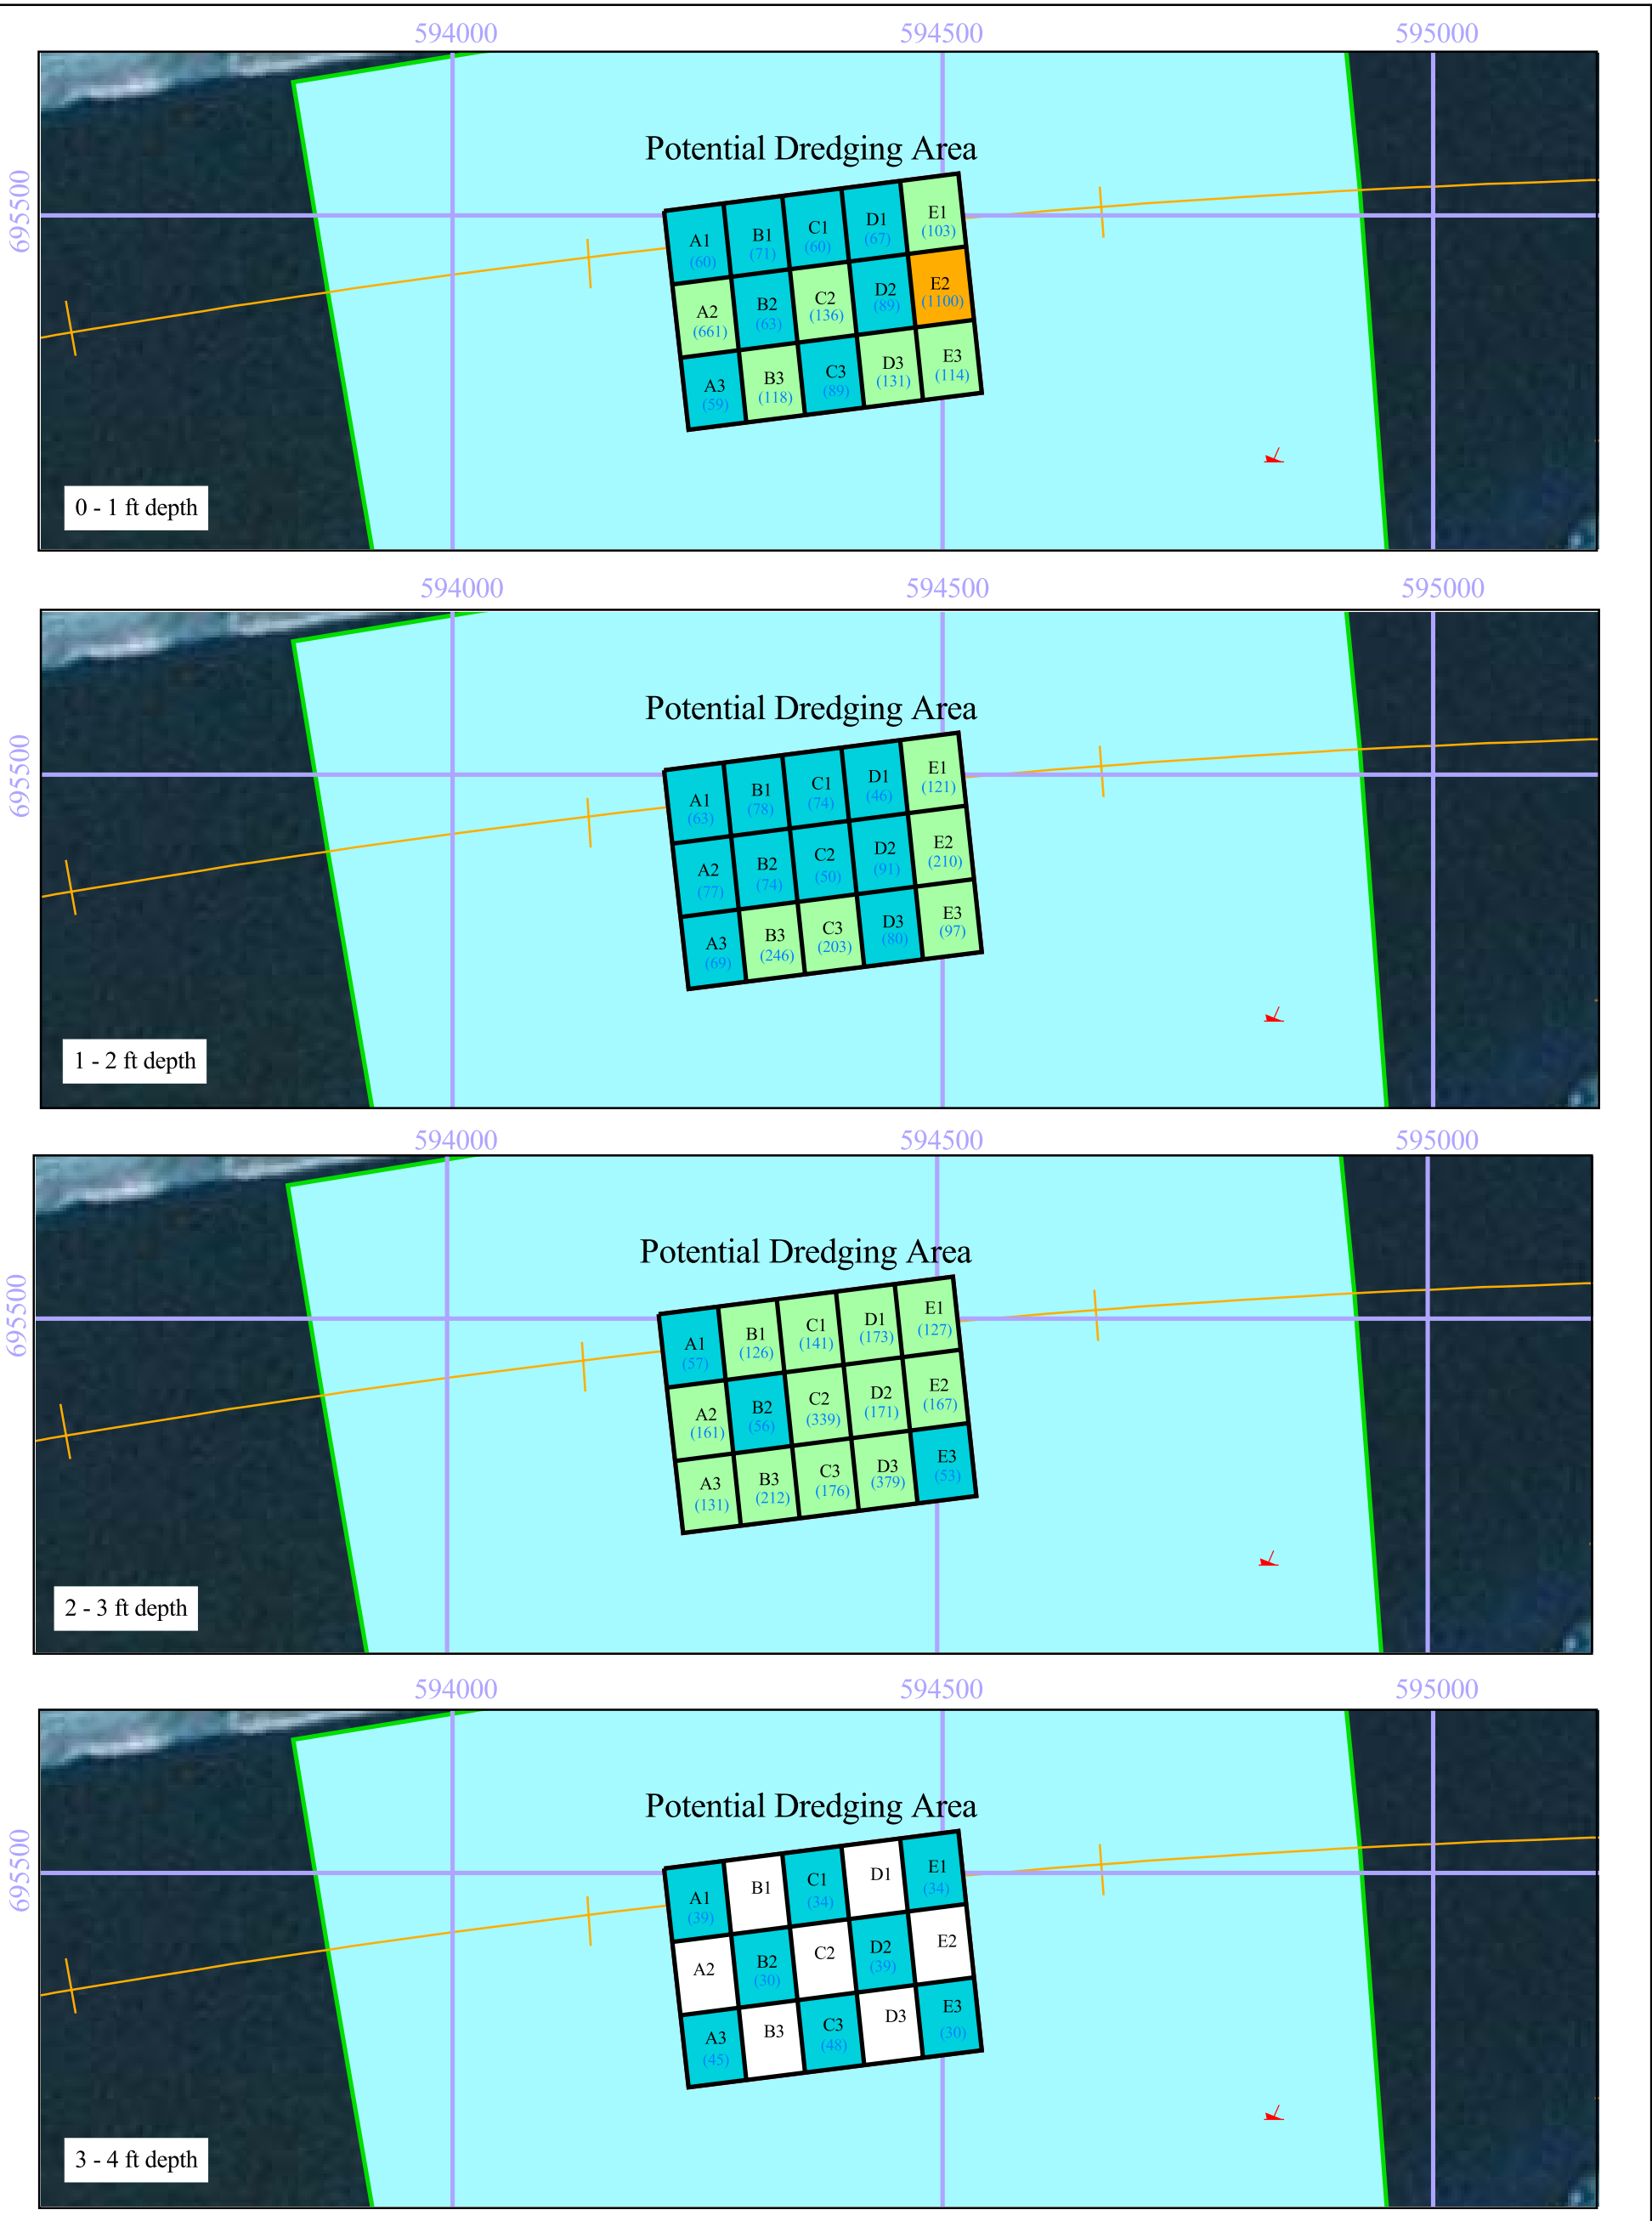 594000 594500 595000
695500
Potential Dredging Area
A1 B1 C1 D1 E1
(60) (71) (60) (67) (103)
A2 B2 C2 D2 E2
(661) (63) (136) (89) (1100)
A3 B3 C3 D3 E3
(59) (118) (89) (131) (114)
0 - 1 ft depth
594000 594500 595000
695500
Potential Dredging Area
A1 B1 C1 D1 E1
(63) (78) (74) (46) (121)
A2 B2 C2 D2 E2
(77) (74) (50) (91) (210)
A3 B3 C3 D3 E3
(69) (246) (203) (80) (97)
1 - 2 ft depth
594000 594500 595000
695500
Potential Dredging Area
A1 B1 C1 D1 E1
(57) (126) (141) (173) (127)
A2 B2 C2 D2 E2
(161) (56) (339) (171) (167)
A3 B3 C3 D3 E3
(131) (212) (176) (379) (53)
2 - 3 ft depth
594000 594500 595000
695500
Potential Dredging Area
A1 B1 C1 D1 E1
(39) (34) (34)
A2 B2 C2 D2 E2
(30) (39)
A3 B3 C3 D3 E3
(45) (48) (30)
3 - 4 ft depth